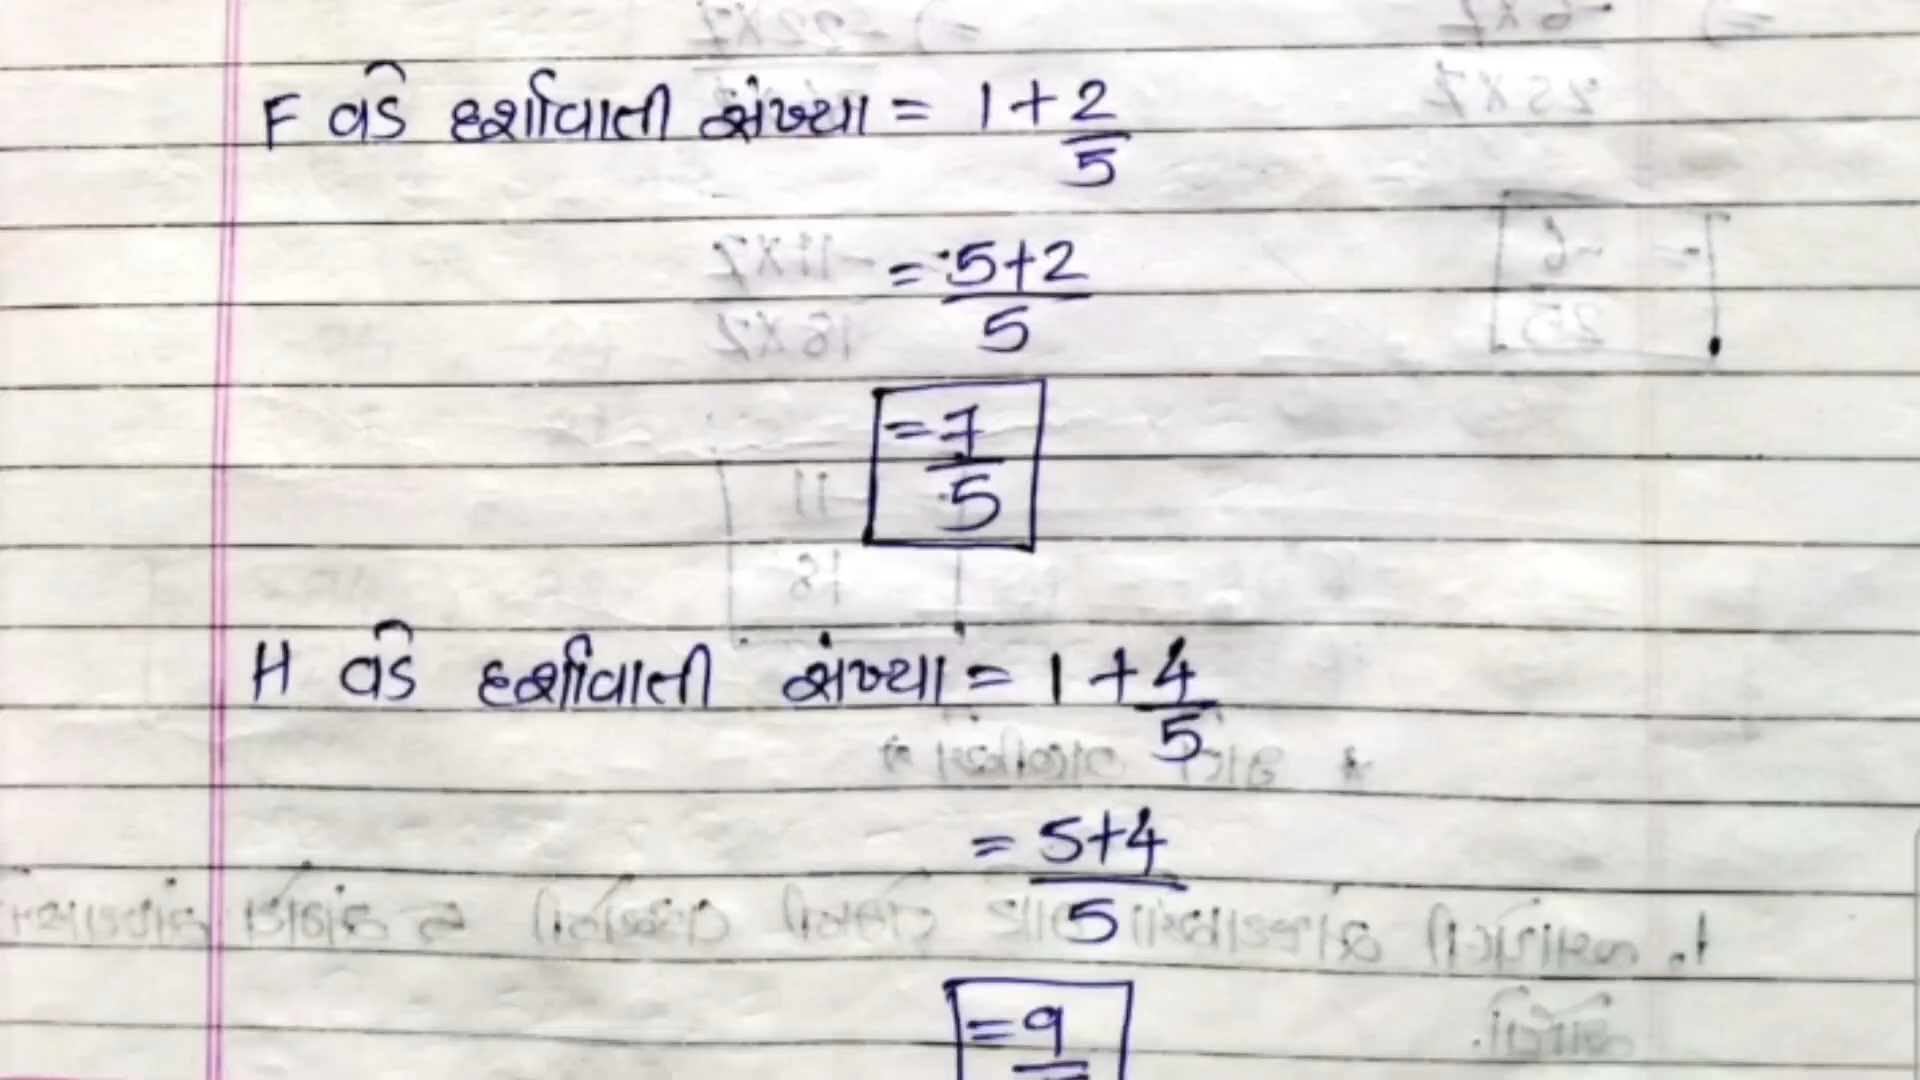 F વડે દર્શાવાતી સંખ્યા = 1 + 2/5
= 5+2/5
= 7/5
H વડે દર્શાવાતી સંખ્યા = 1 + 4/5
= 5+4/5
= 9